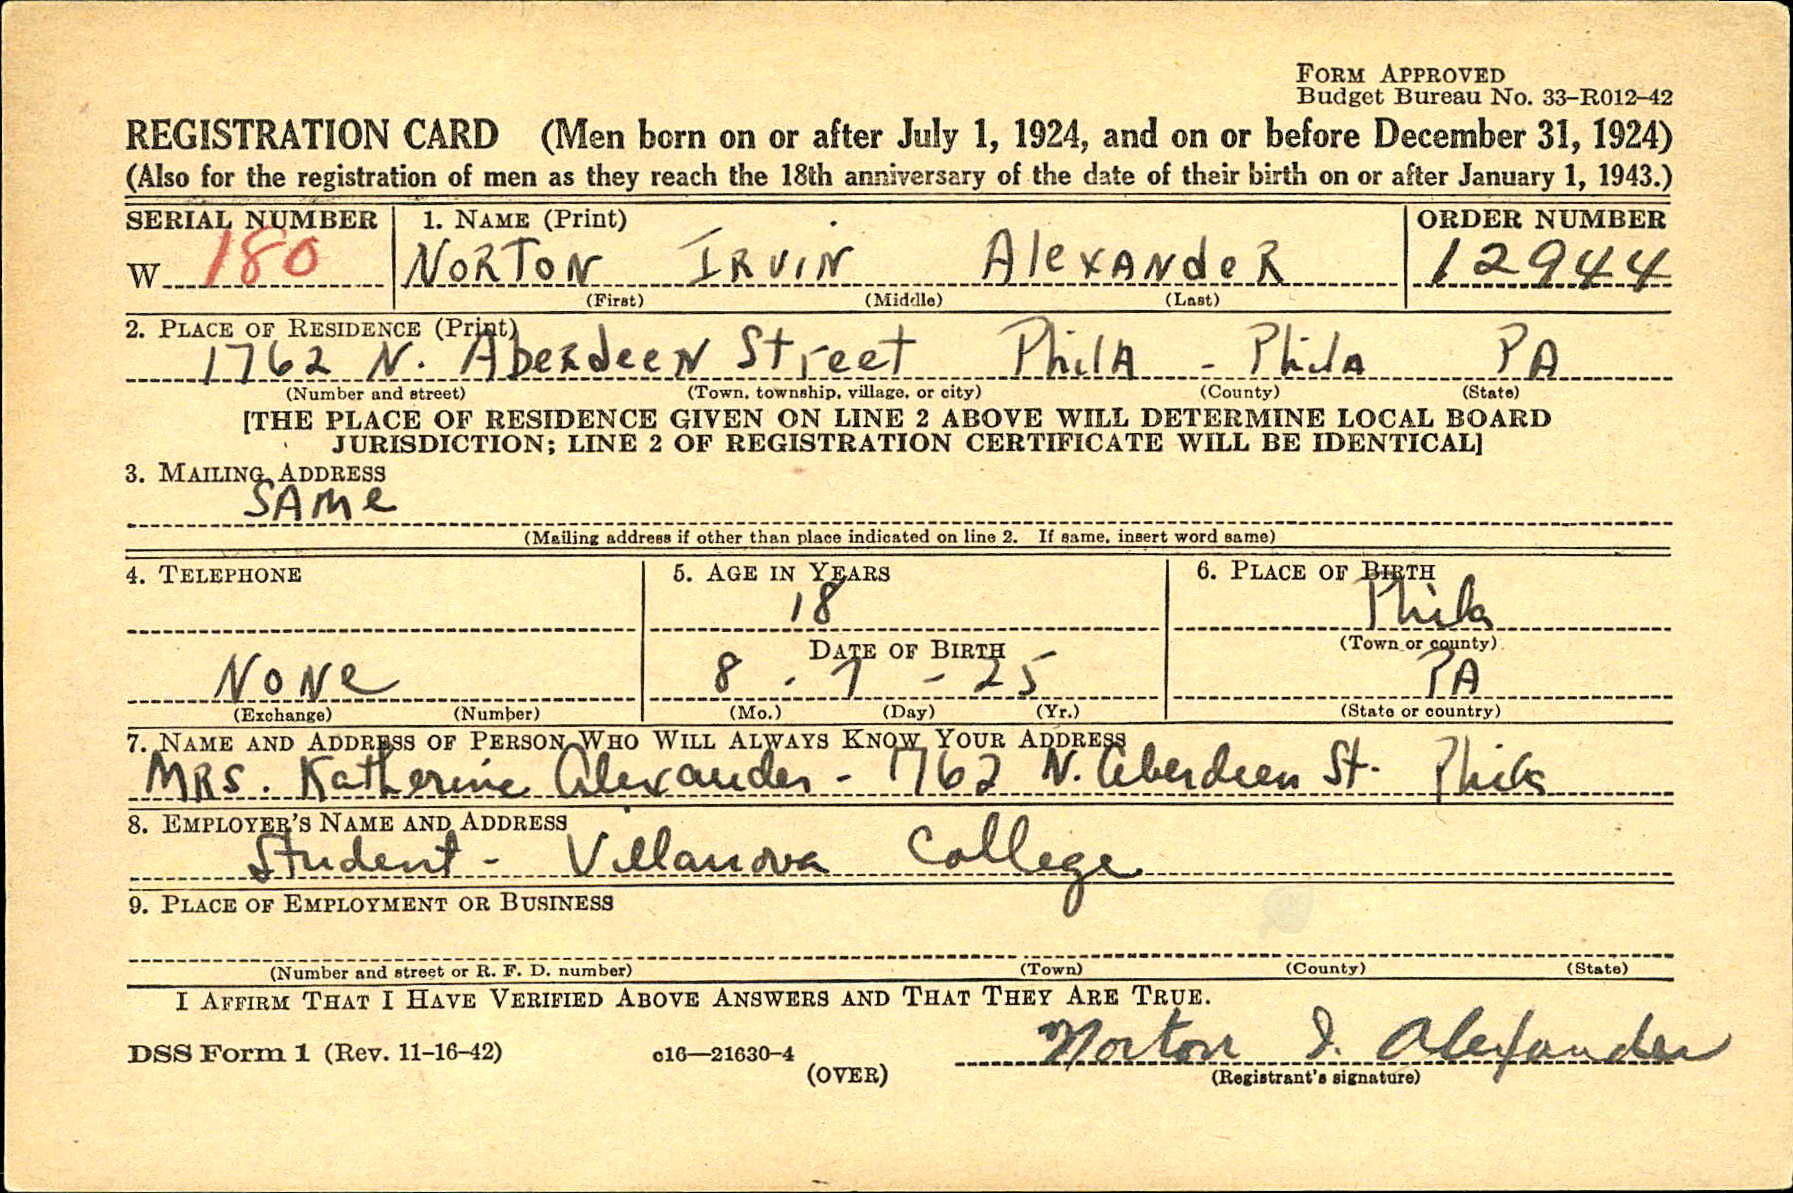 FORM APPROVED
Budget Bureau No. 33–R012–42
REGISTRATION CARD (Men born on or after July 1, 1924, and on or before December 31, 1924)
(Also for the registration of men as they reach the 18th anniversary of the date of their birth on or after January 1, 1943.)
SERIAL NUMBER 1. NAME (Print) ORDER NUMBER
W 180 NORTON IRVIN AlexANdeR 12944
(First) (Middle) (Last)
2. PLACE OF RESIDENCE (Print)
1762 N. AbeRdeeN Street PhilA - Phila PA
(Number and street) (Town, township, village, or city) (County) (State)
[THE PLACE OF RESIDENCE GIVEN ON LINE 2 ABOVE WILL DETERMINE LOCAL BOARD
JURISDICTION; LINE 2 OF REGISTRATION CERTIFICATE WILL BE IDENTICAL]
3. MAILING ADDRESS
SAMe
(Mailing address if other than place indicated on line 2. If same, insert word same)
4. TELEPHONE 5. AGE IN YEARS 6. PLACE OF BIRTH
18 Phila
DATE OF BIRTH (Town or county)
NoNe 8 - 7 - 25 PA
(Exchange) (Number) (Mo.) (Day) (Yr.) (State or country)
7. NAME AND ADDRESS OF PERSON WHO WILL ALWAYS KNOW YOUR ADDRESS
MRS. Katherine Alexander - 1762 N. Aberdeen St. Phila
8. EMPLOYER'S NAME AND ADDRESS
Student - Villanova College
9. PLACE OF EMPLOYMENT OR BUSINESS
(Number and street or R. F. D. number) (Town) (County) (State)
I AFFIRM THAT I HAVE VERIFIED ABOVE ANSWERS AND THAT THEY ARE TRUE.
DSS Form 1 (Rev. 11–16–42) c16—21630-4 Norton I. Alexander
(OVER) (Registrant's signature)